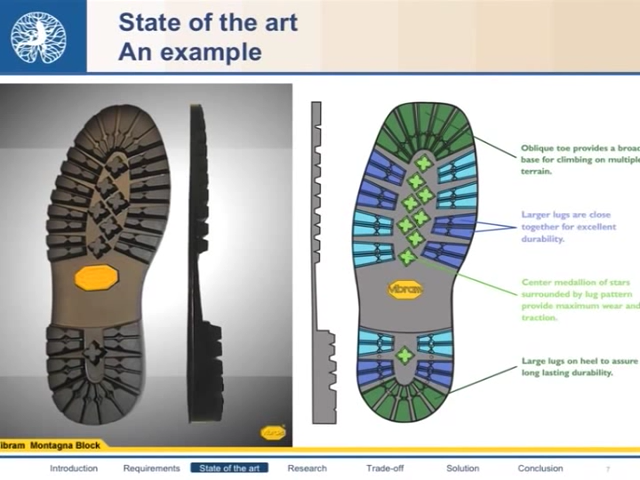 State of the art
An example
Oblique toe provides a broad
base for climbing on multiple
terrain.
Larger lugs are close
together for excellent
durability.
Center medallion of stars
surrounded by lug pattern
provide maximum wear and
traction.
vibram
Large lugs on heel to assure
long lasting durability.
ibram Montagna Block
Introduction Requirements State of the art Research Trade-off Solution Conclusion 7